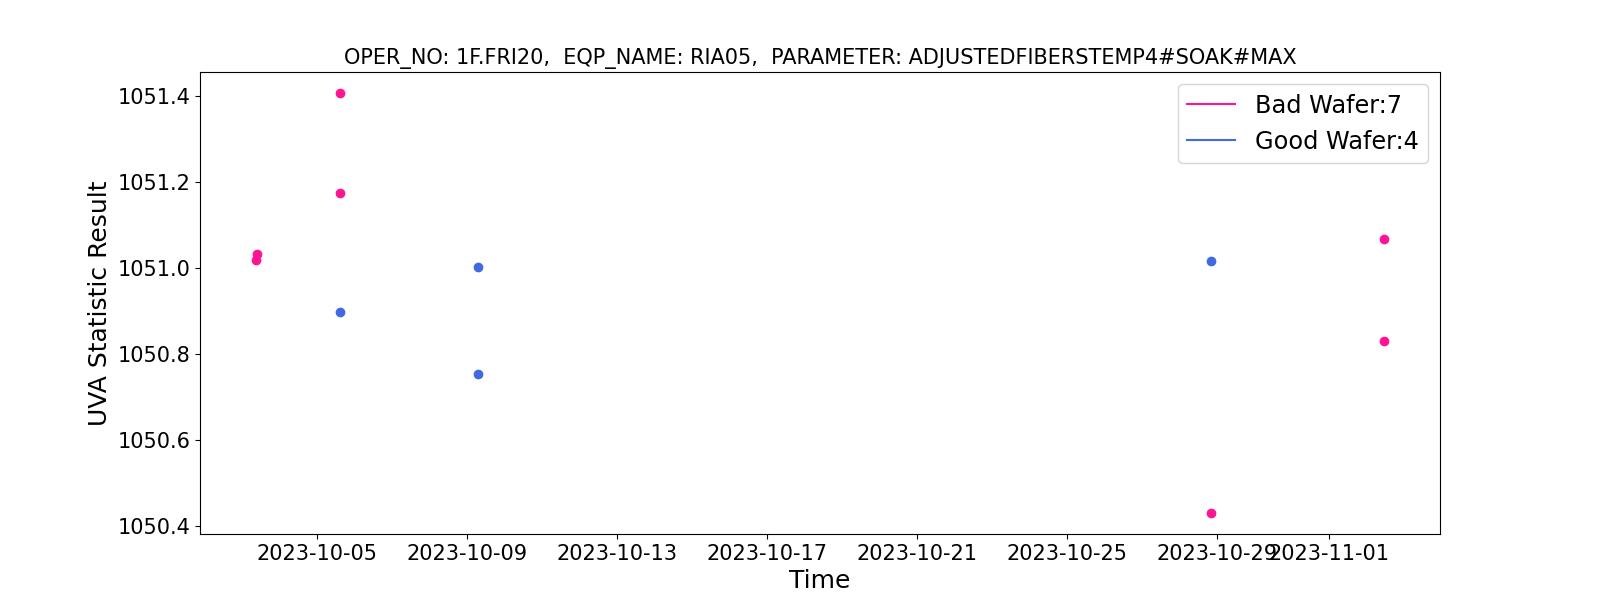 OPER_NO: 1F.FRI20,  EQP_NAME: RIA05,  PARAMETER: ADJUSTEDFIBERSTEMP4#SOAK#MAX
Bad Wafer:7
Good Wafer:4
UVA Statistic Result
1051.4
1051.2
1051.0
1050.8
1050.6
1050.4
2023-10-05 2023-10-09 2023-10-13 2023-10-17 2023-10-21 2023-10-25 2023-10-29 2023-11-01
Time